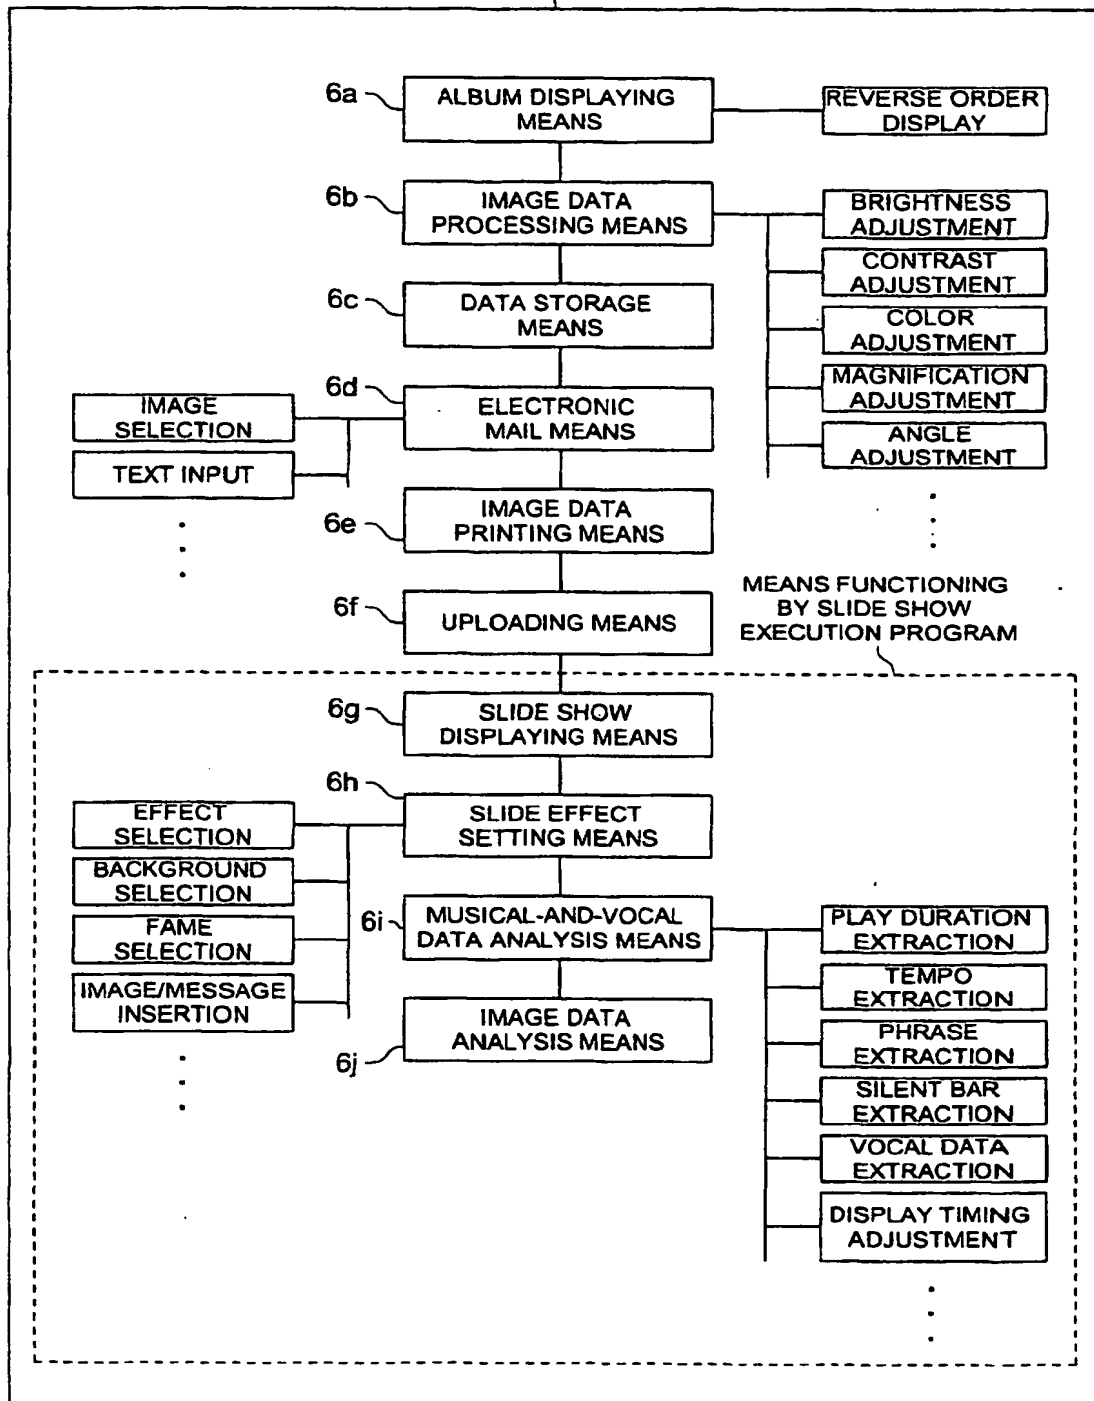 6a
ALBUM DISPLAYING
MEANS
REVERSE ORDER
DISPLAY
6b
IMAGE DATA
PROCESSING MEANS
BRIGHTNESS
ADJUSTMENT
CONTRAST
ADJUSTMENT
COLOR
ADJUSTMENT
MAGNIFICATION
ADJUSTMENT
ANGLE
ADJUSTMENT
6c
DATA STORAGE
MEANS
6d
ELECTRONIC
MAIL MEANS
IMAGE
SELECTION
TEXT INPUT
6e
IMAGE DATA
PRINTING MEANS
6f
UPLOADING MEANS
MEANS FUNCTIONING
BY SLIDE SHOW
EXECUTION PROGRAM
6g
SLIDE SHOW
DISPLAYING MEANS
6h
SLIDE EFFECT
SETTING MEANS
EFFECT
SELECTION
BACKGROUND
SELECTION
FAME
SELECTION
IMAGE/MESSAGE
INSERTION
6i
MUSICAL-AND-VOCAL
DATA ANALYSIS MEANS
PLAY DURATION
EXTRACTION
TEMPO
EXTRACTION
PHRASE
EXTRACTION
SILENT BAR
EXTRACTION
VOCAL DATA
EXTRACTION
DISPLAY TIMING
ADJUSTMENT
6j
IMAGE DATA
ANALYSIS MEANS